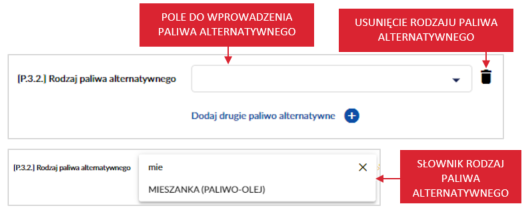 POLE DO WPROWADZENIA
PALIWA ALTERNATYWNEGO
USUNIĘCIE RODZAJU PALIWA
ALTERNATYWNEGO
[P.3.2.] Rodzaj paliwa alternatywnego
Dodaj drugie paliwo alternatywne
[P.3.2.] Rodzaj paliwa alternatywnego
mie
MIESZANKA (PALIWO-OLEJ)
SŁOWNIK RODZAJ
PALIWA
ALTERNATYWNEGO